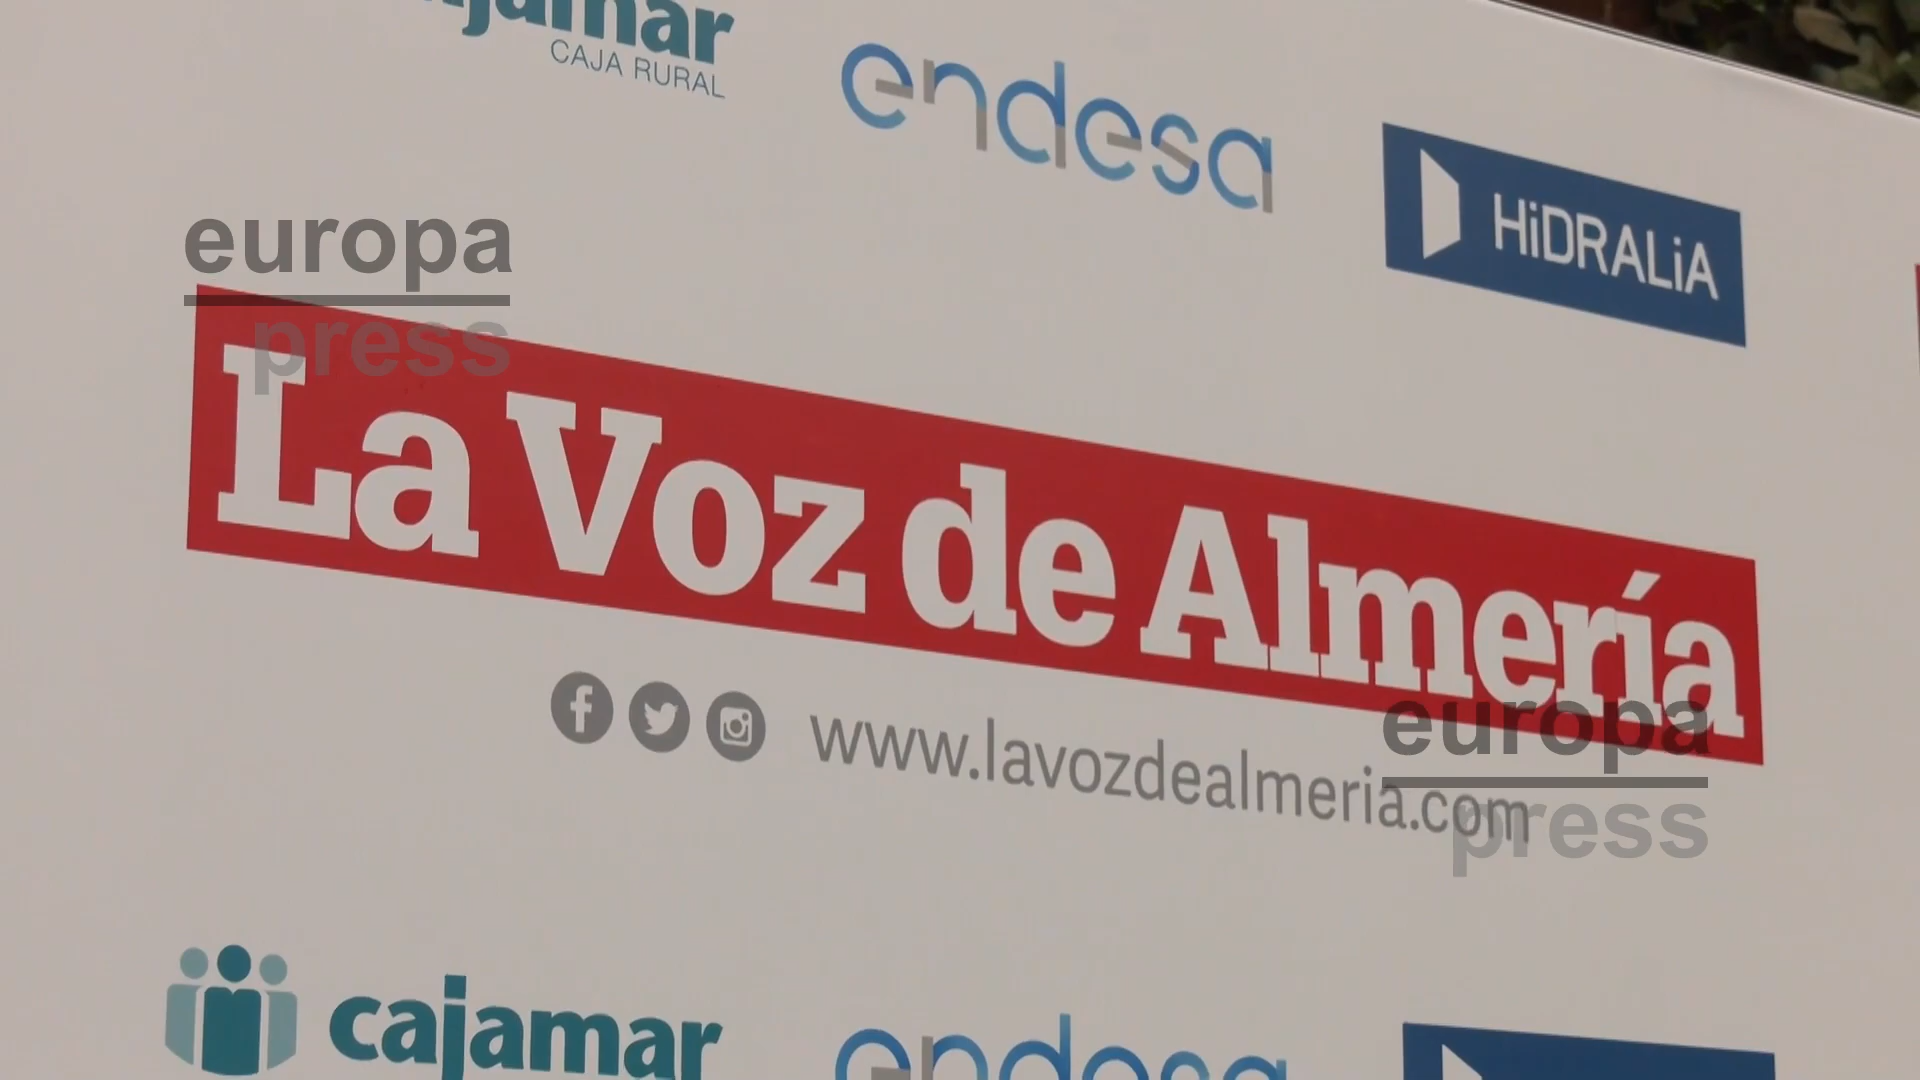 cajamar
CAJA RURAL
endesa
HiDRALiA
europa
press
La Voz de Almería
www.lavozdealmeria.com
europa
press
cajamar
endesa